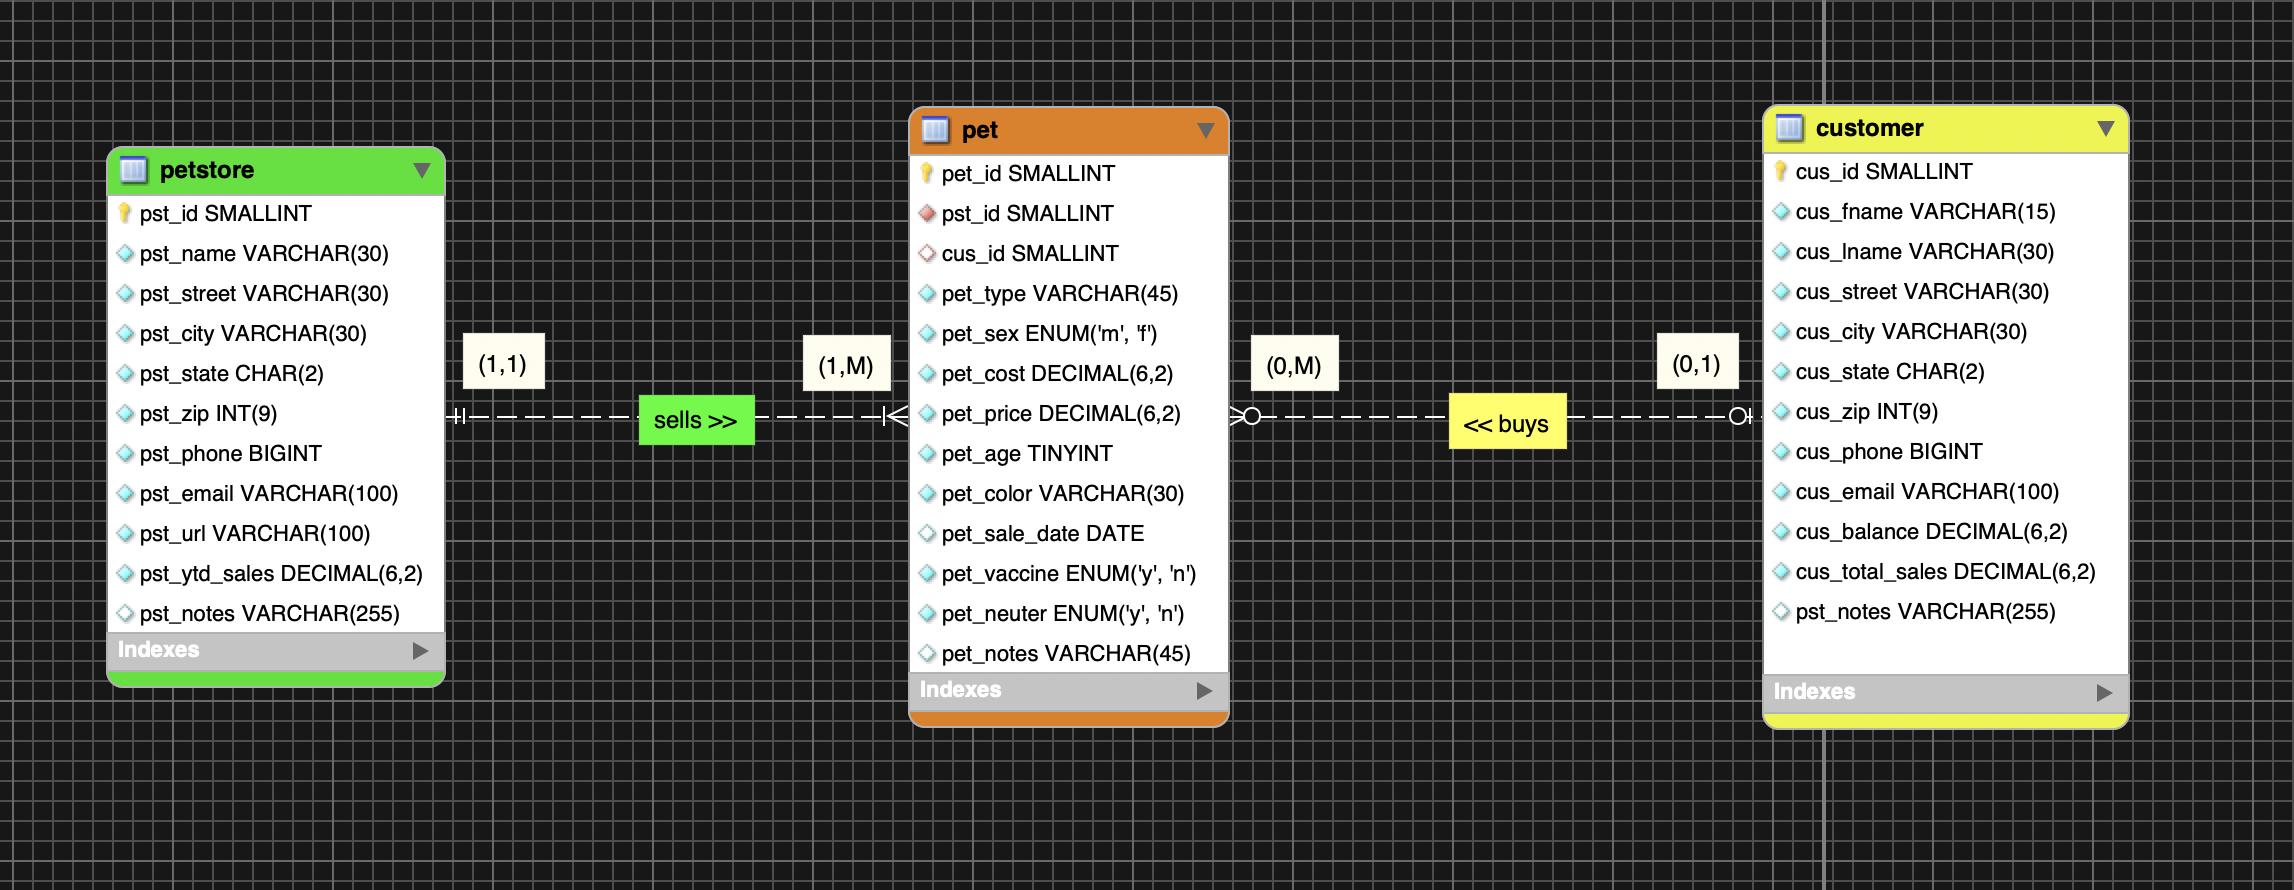 petstore
pst_id SMALLINT
pst_name VARCHAR(30)
pst_street VARCHAR(30)
pst_city VARCHAR(30)
pst_state CHAR(2)
pst_zip INT(9)
pst_phone BIGINT
pst_email VARCHAR(100)
pst_url VARCHAR(100)
pst_ytd_sales DECIMAL(6,2)
pst_notes VARCHAR(255)
Indexes
(1,1)
sells >>
(1,M)
pet
pet_id SMALLINT
pst_id SMALLINT
cus_id SMALLINT
pet_type VARCHAR(45)
pet_sex ENUM('m', 'f')
pet_cost DECIMAL(6,2)
pet_price DECIMAL(6,2)
pet_age TINYINT
pet_color VARCHAR(30)
pet_sale_date DATE
pet_vaccine ENUM('y', 'n')
pet_neuter ENUM('y', 'n')
pet_notes VARCHAR(45)
Indexes
(0,M)
<< buys
(0,1)
customer
cus_id SMALLINT
cus_fname VARCHAR(15)
cus_lname VARCHAR(30)
cus_street VARCHAR(30)
cus_city VARCHAR(30)
cus_state CHAR(2)
cus_zip INT(9)
cus_phone BIGINT
cus_email VARCHAR(100)
cus_balance DECIMAL(6,2)
cus_total_sales DECIMAL(6,2)
pst_notes VARCHAR(255)
Indexes